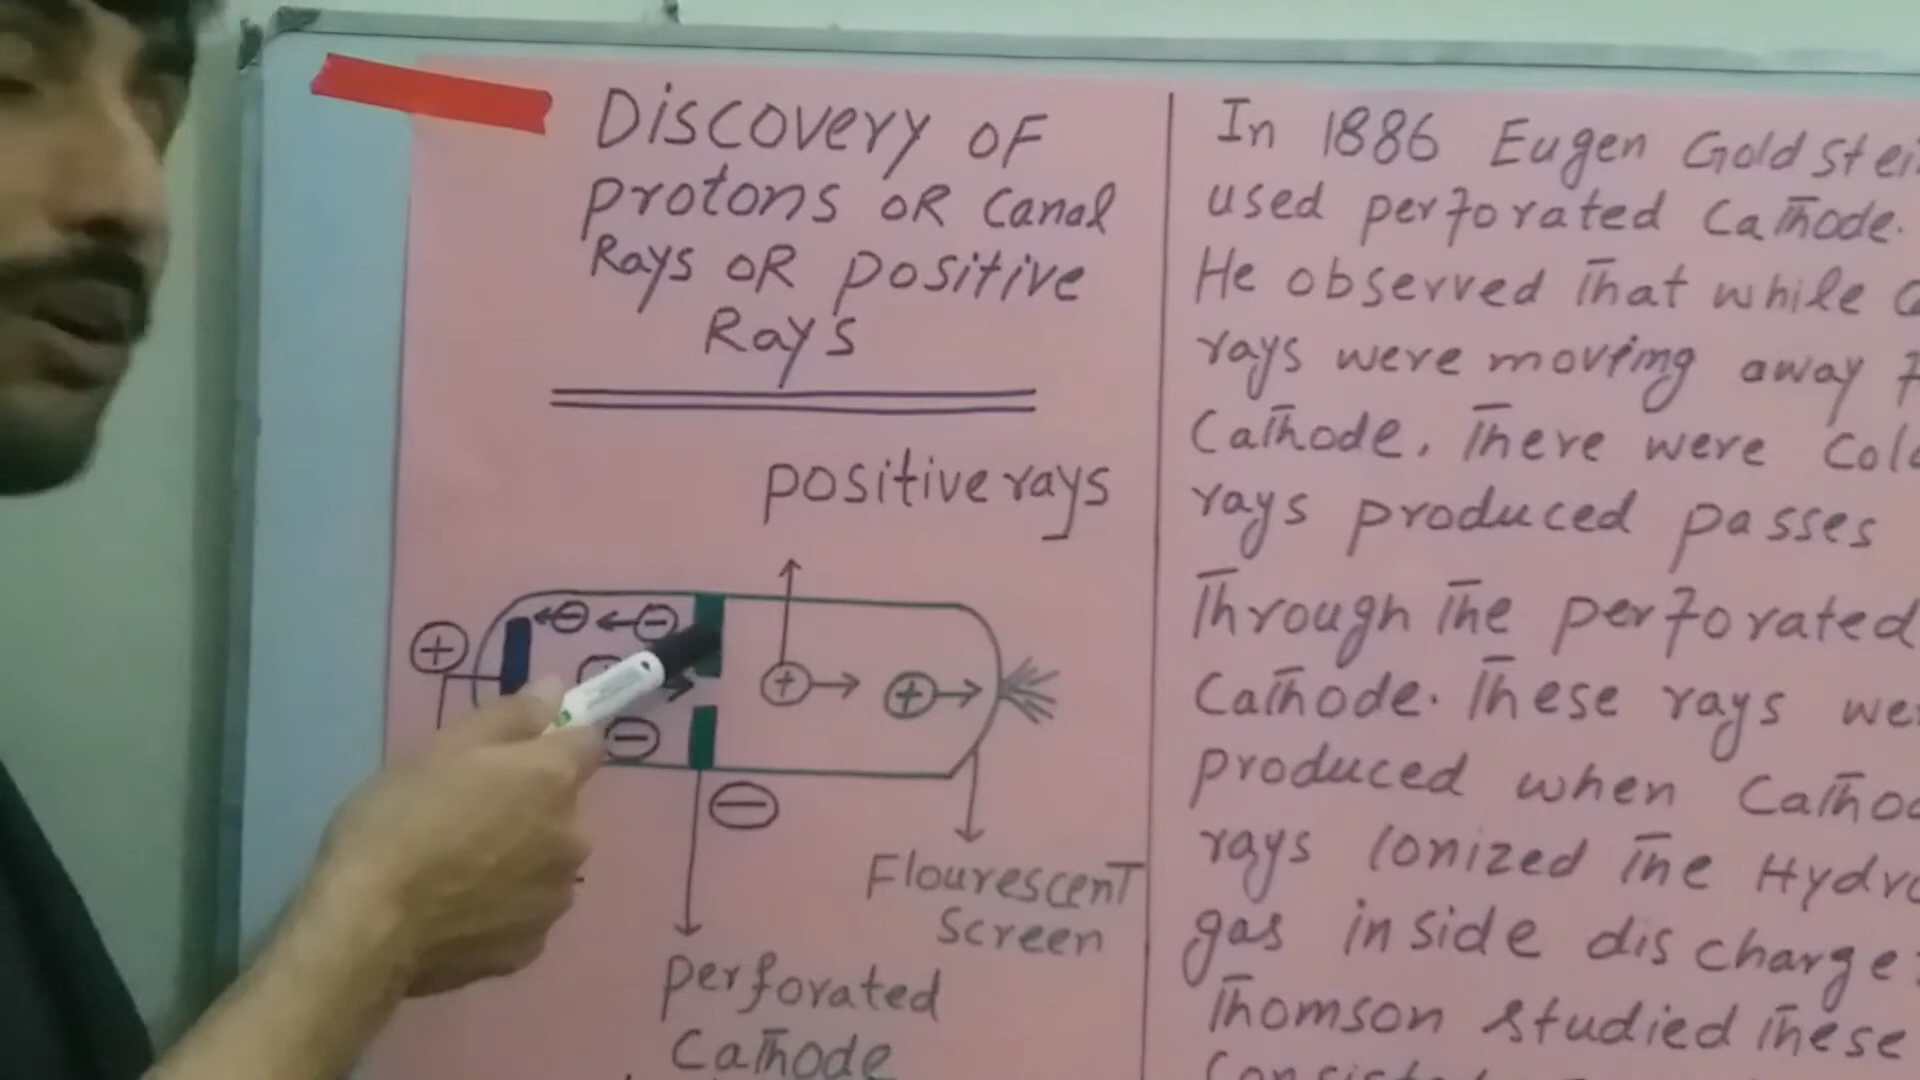 Discovery OF
protons OR Canal
Rays OR positive
Rays
positive rays
Flourescent
Screen
perforated
Cathode
In 1886 Eugen Gold
used perforated Cathode.
He observed That while
rays were moving away
Cathode. There were
rays produced passes
Through The perforated
Cathode. These rays
produced when
rays Ionized The
gas inside discharge
Thomson studied These